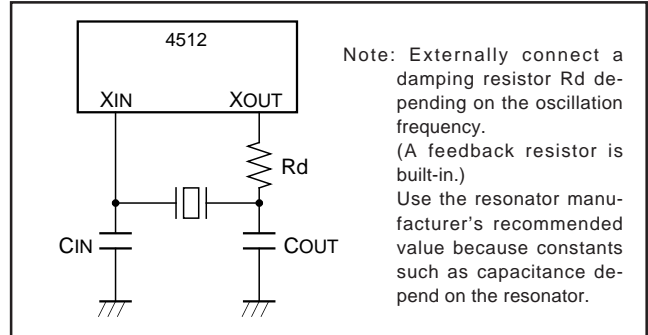 4512
XIN XOUT
Rd
CIN COUT
Note: Externally connect a
damping resistor Rd de-
pending on the oscillation
frequency.
(A feedback resistor is
built-in.)
Use the resonator manu-
facturer's recommended
value because constants
such as capacitance de-
pend on the resonator.